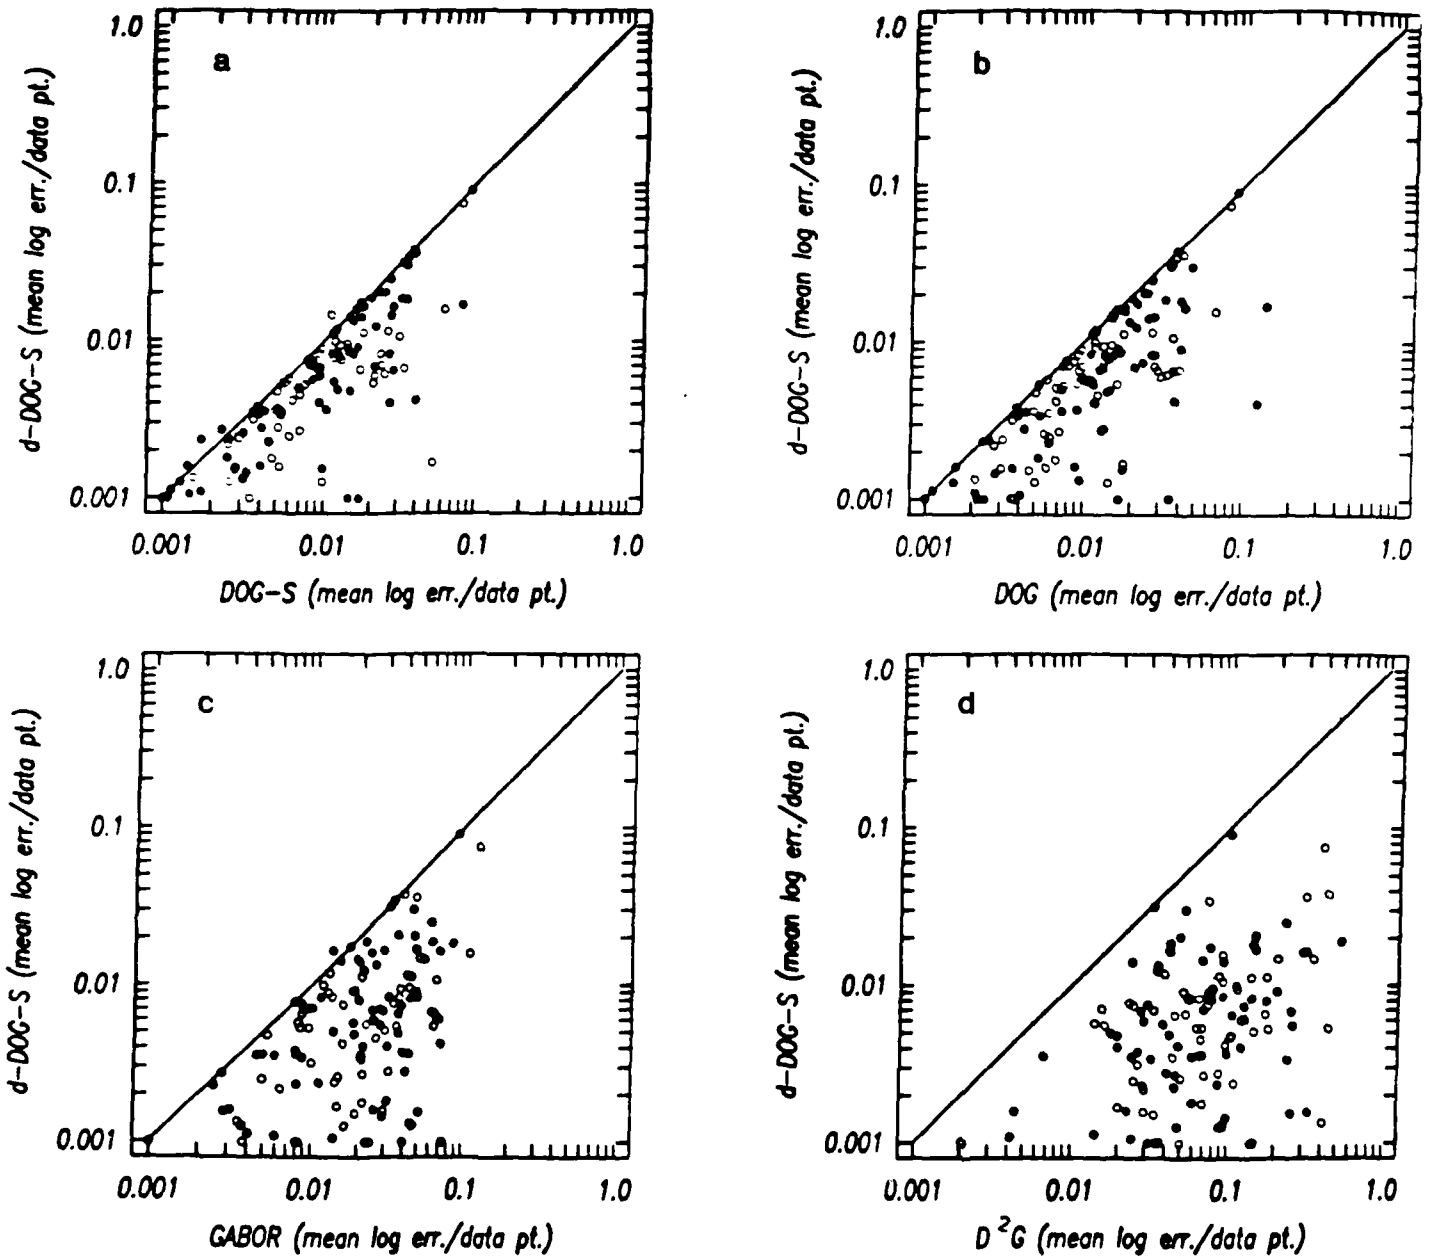 a
1.0
0.1
0.01
0.001
d-DOG-S (mean log err./data pt.)
0.001 0.01 0.1 1.0
DOG-S (mean log err./data pt.)
b
1.0
0.1
0.01
0.001
d-DOG-S (mean log err./data pt.)
0.001 0.01 0.1 1.0
DOG (mean log err./data pt.)
c
1.0
0.1
0.01
0.001
d-DOG-S (mean log err./data pt.)
0.001 0.01 0.1 1.0
GABOR (mean log err./data pt.)
d
1.0
0.1
0.01
0.001
d-DOG-S (mean log err./data pt.)
0.001 0.01 0.1 1.0
D²G (mean log err./data pt.)